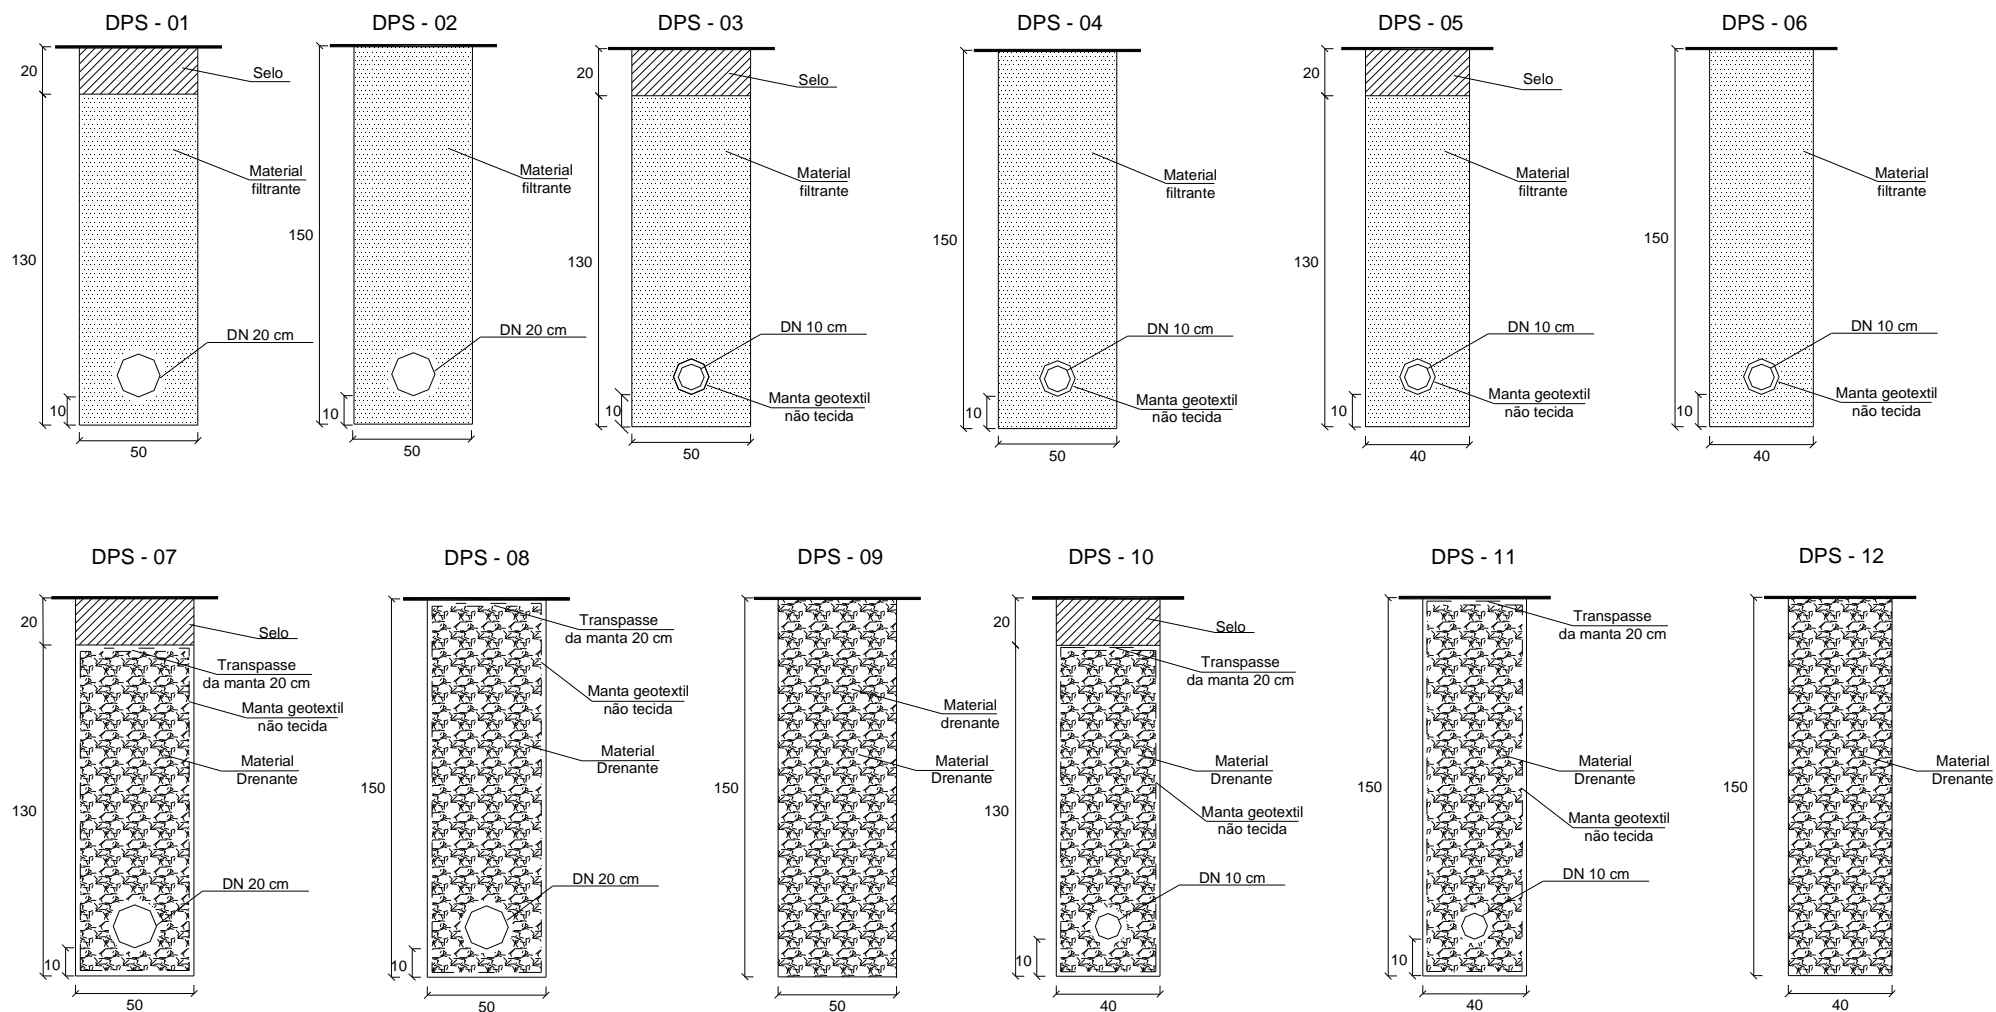 DPS - 01
20
Selo
Material
filtrante
130
DN 20 cm
10
50
DPS - 02
Material
filtrante
150
DN 20 cm
10
50
DPS - 03
20
Selo
Material
filtrante
130
DN 10 cm
Manta geotextil
não tecida
10
50
DPS - 04
Material
filtrante
150
DN 10 cm
Manta geotextil
não tecida
10
50
DPS - 05
20
Selo
Material
filtrante
130
DN 10 cm
Manta geotextil
não tecida
10
40
DPS - 06
Material
filtrante
150
DN 10 cm
Manta geotextil
não tecida
10
40
DPS - 07
20
Selo
Transpasse
da manta 20 cm
Manta geotextil
não tecida
Material
Drenante
130
DN 20 cm
10
50
DPS - 08
Transpasse
da manta 20 cm
Manta geotextil
não tecida
Material
Drenante
150
DN 20 cm
10
50
DPS - 09
Material
drenante
Material
Drenante
150
50
DPS - 10
20
Selo
Transpasse
da manta 20 cm
Material
Drenante
130
Manta geotextil
não tecida
DN 10 cm
10
40
DPS - 11
Transpasse
da manta 20 cm
Material
Drenante
150
Manta geotextil
não tecida
DN 10 cm
10
40
DPS - 12
Material
Drenante
150
40